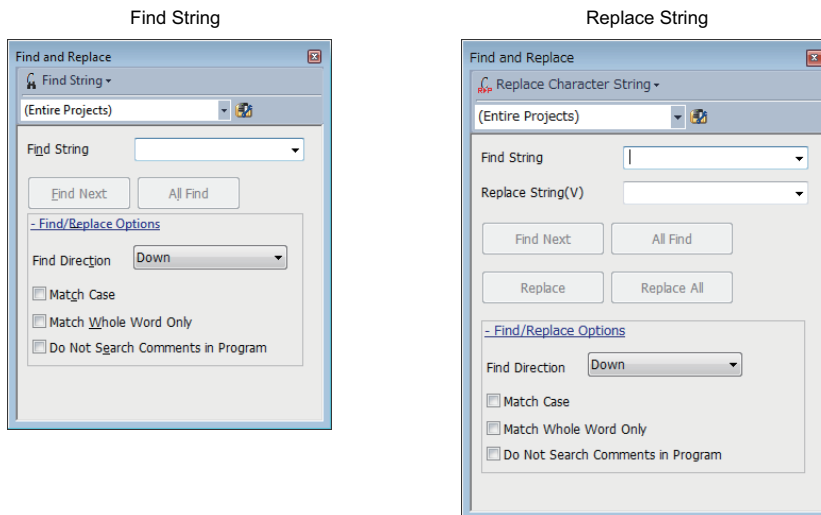 Find String
Find and Replace
Find String
(Entire Projects)
Find String
Find Next All Find
- Find/Replace Options
Find Direction Down
Match Case
Match Whole Word Only
Do Not Search Comments in Program
Replace String
Find and Replace
Replace Character String
(Entire Projects)
Find String
Replace String(V)
Find Next All Find
Replace Replace All
- Find/Replace Options
Find Direction Down
Match Case
Match Whole Word Only
Do Not Search Comments in Program